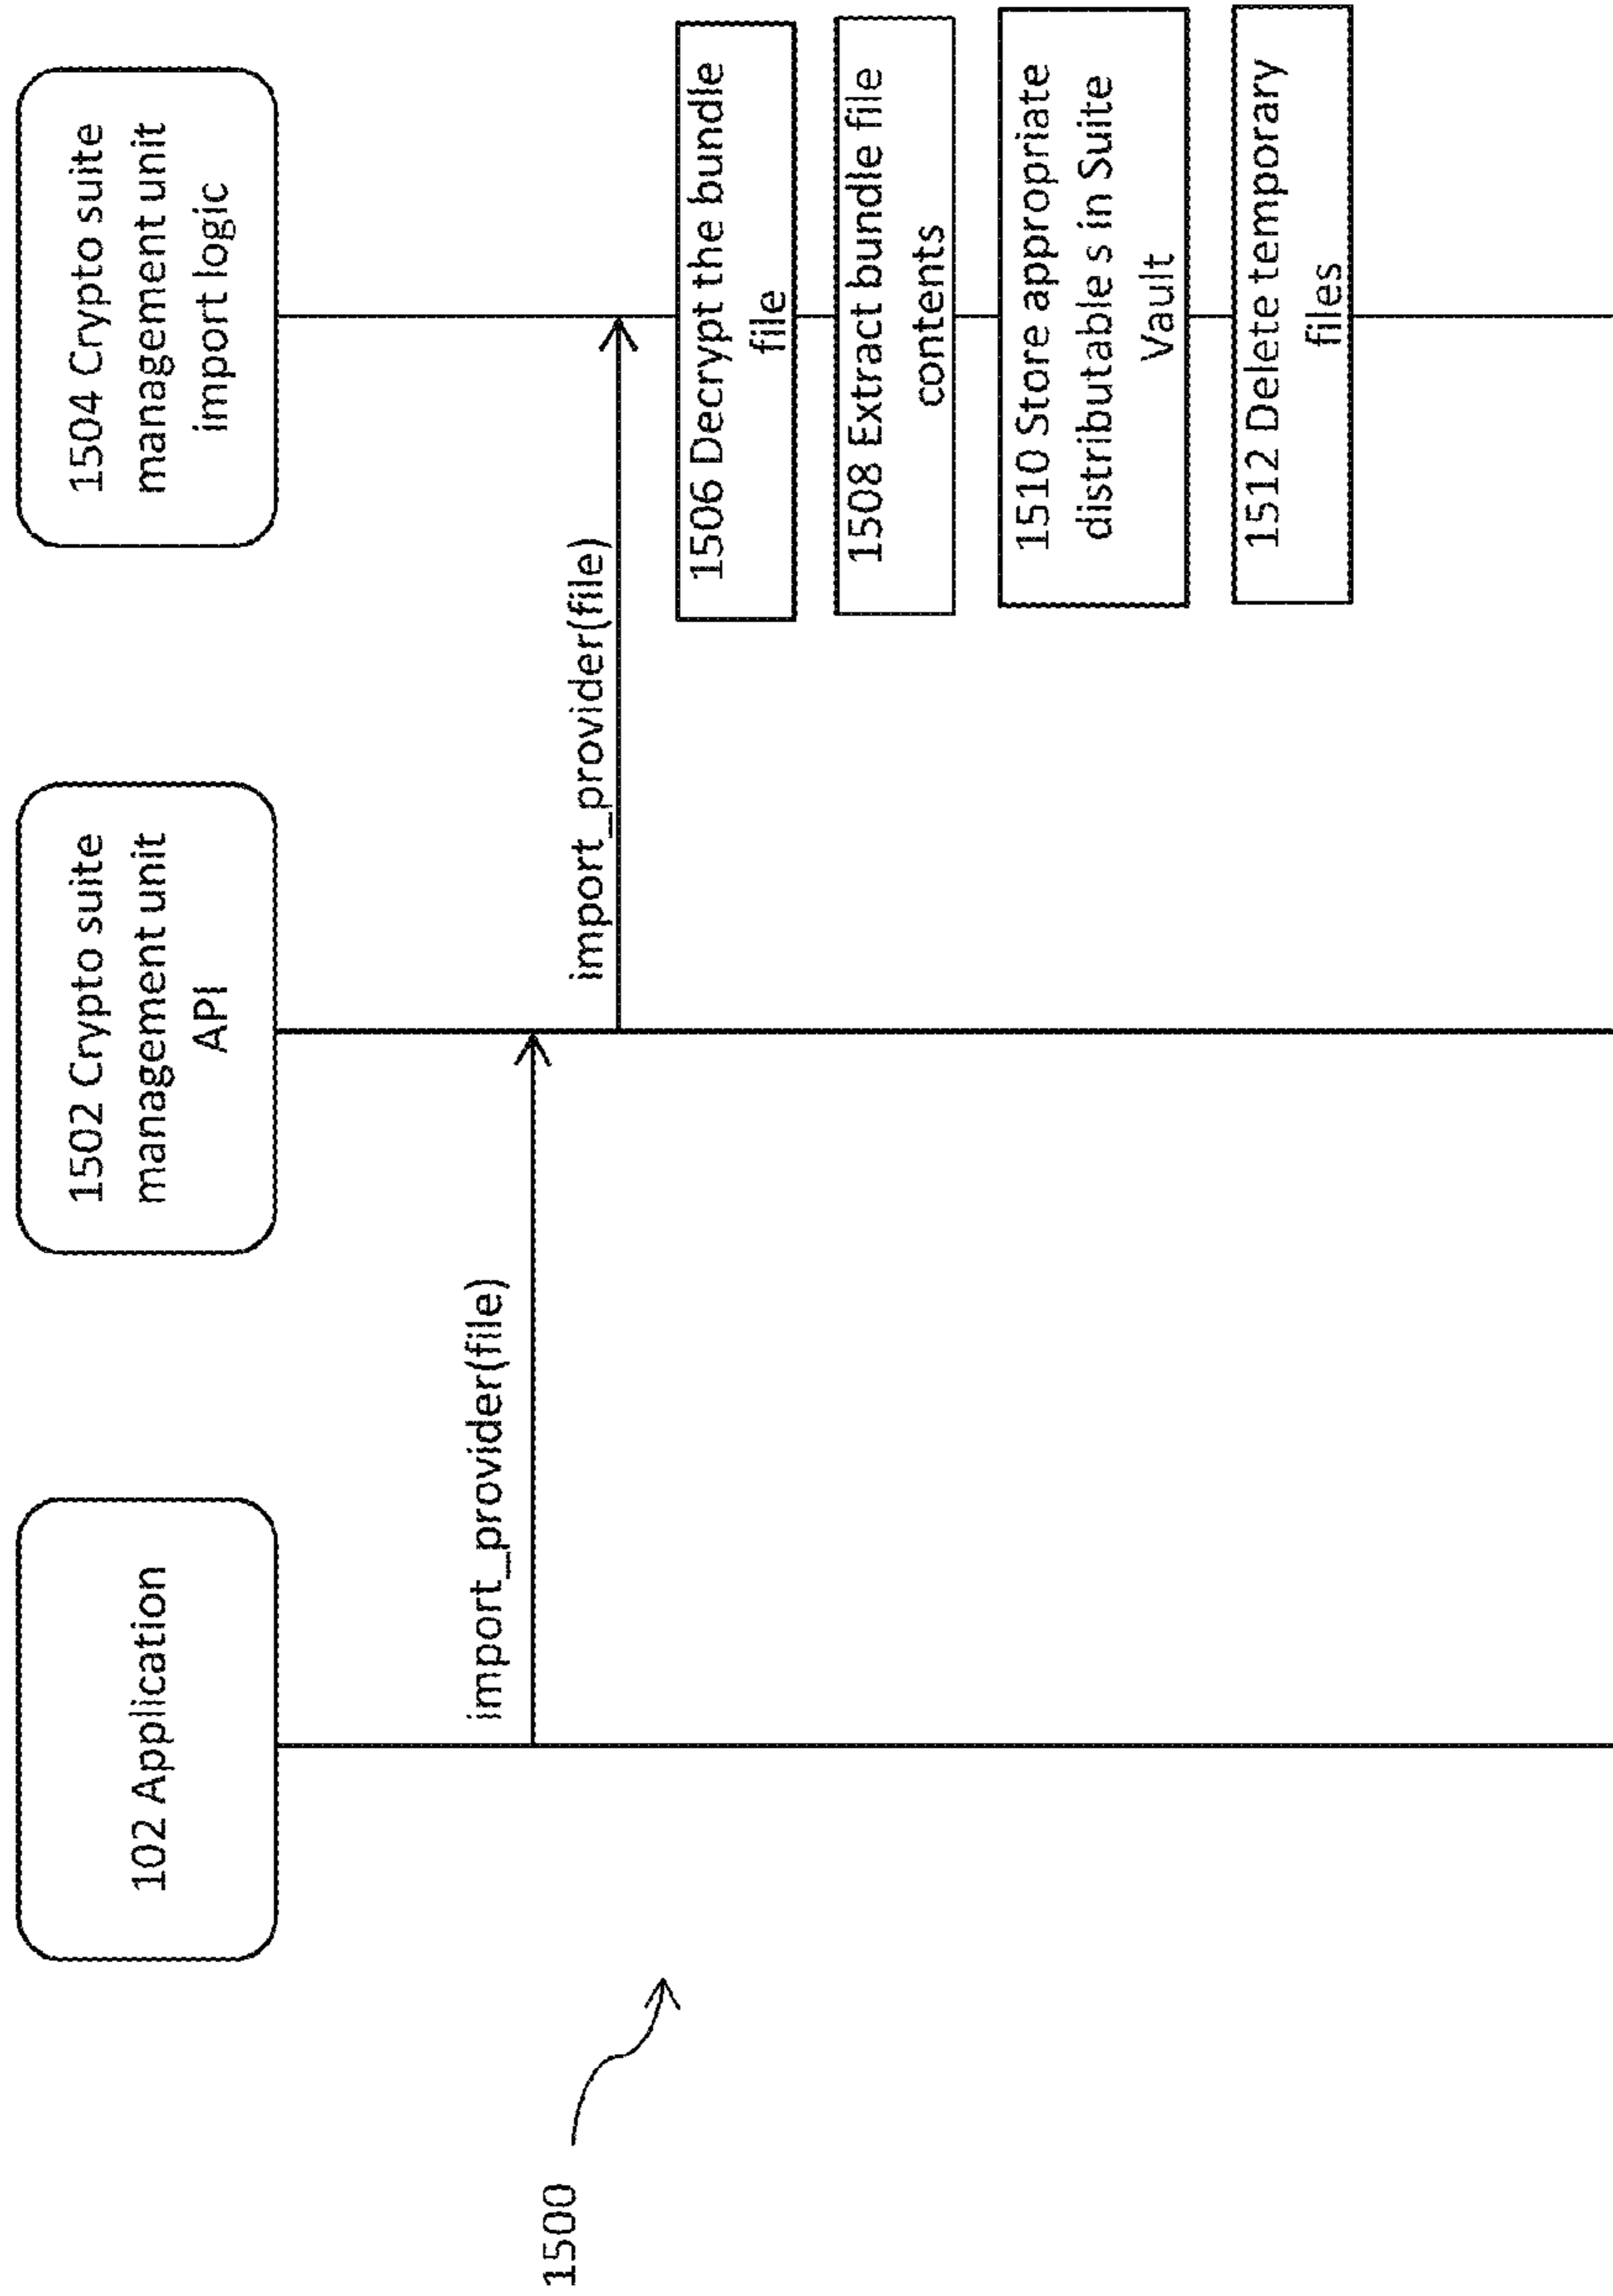 102 Application
1502 Crypto suite
management unit
API
1504 Crypto suite
management unit
import logic
import_provider(file)
import_provider(file)
1506 Decrypt the bundle
file
1508 Extract bundle file
contents
1510 Store appropriate
distributable s in Suite
Vault
1512 Delete temporary
files
1500